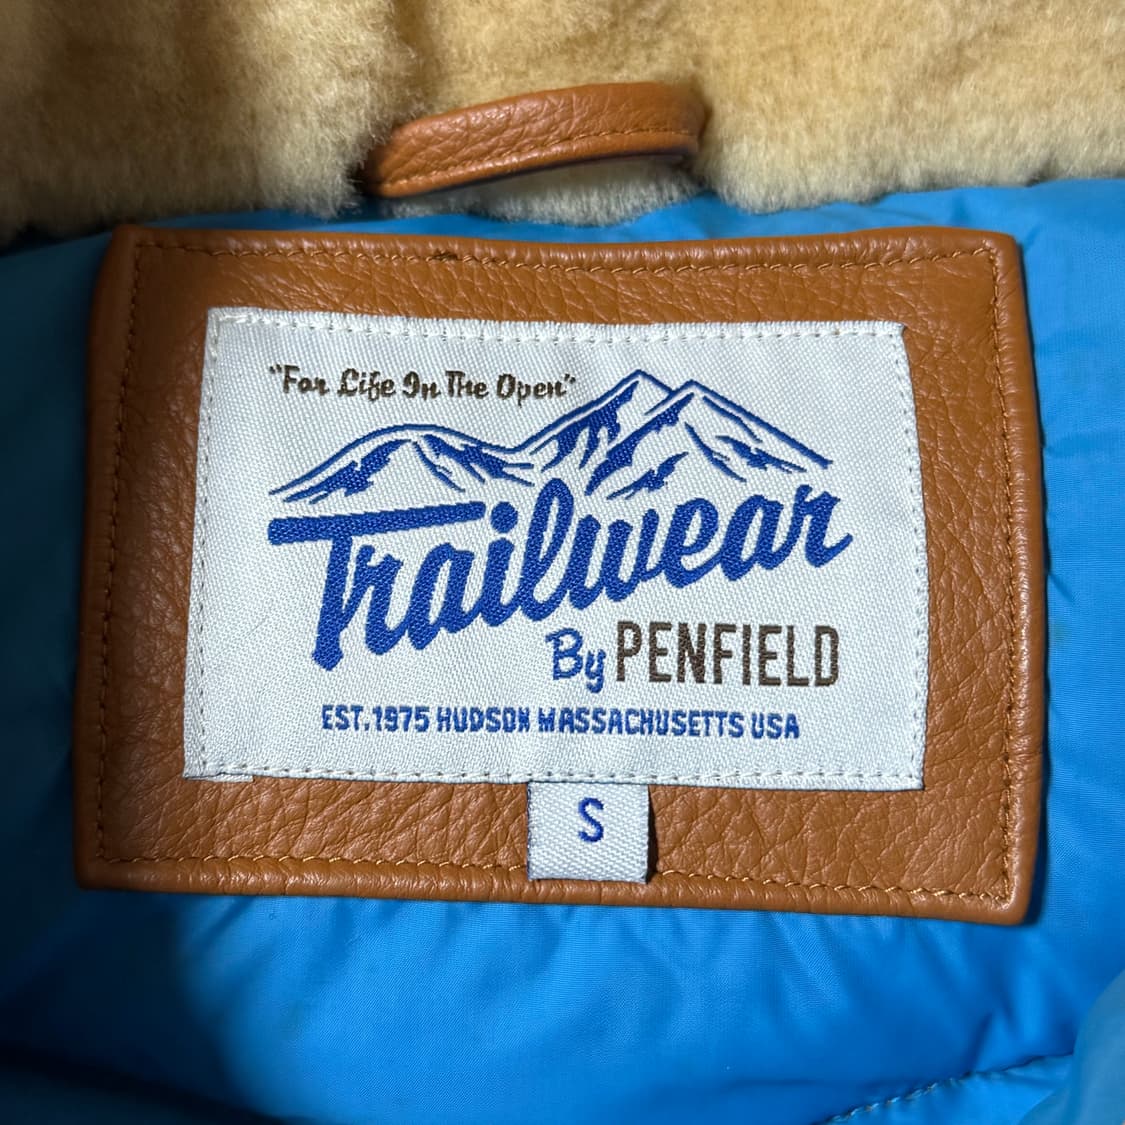 "For Life In The Open"
Trailwear
By PENFIELD
EST.1975 HUDSON MASSACHUSETTS USA
S